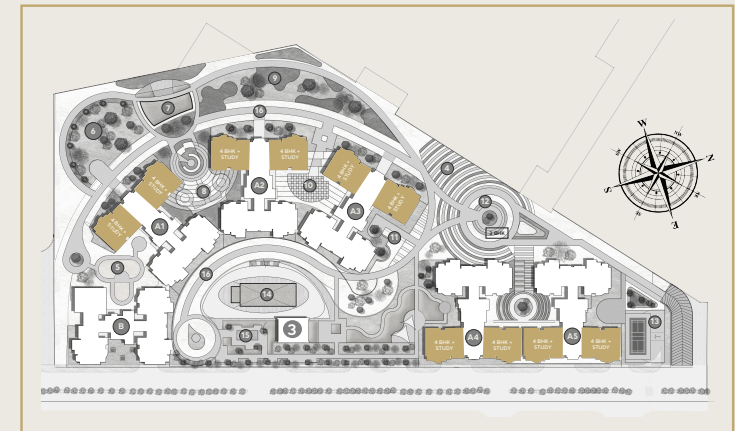 9
7
16
6
4 BHK +
STUDY
4 BHK +
STUDY
4
8
A2
10
4 BHK +
STUDY
4 BHK +
STUDY
4 BHK +
STUDY
4 BHK +
STUDY
A1
A3
11
12
3 BHK
W
NW
N
S
E
5
16
14
B
15
3
13
A4
A5
4 BHK +
STUDY
4 BHK +
STUDY
4 BHK +
STUDY
4 BHK +
STUDY